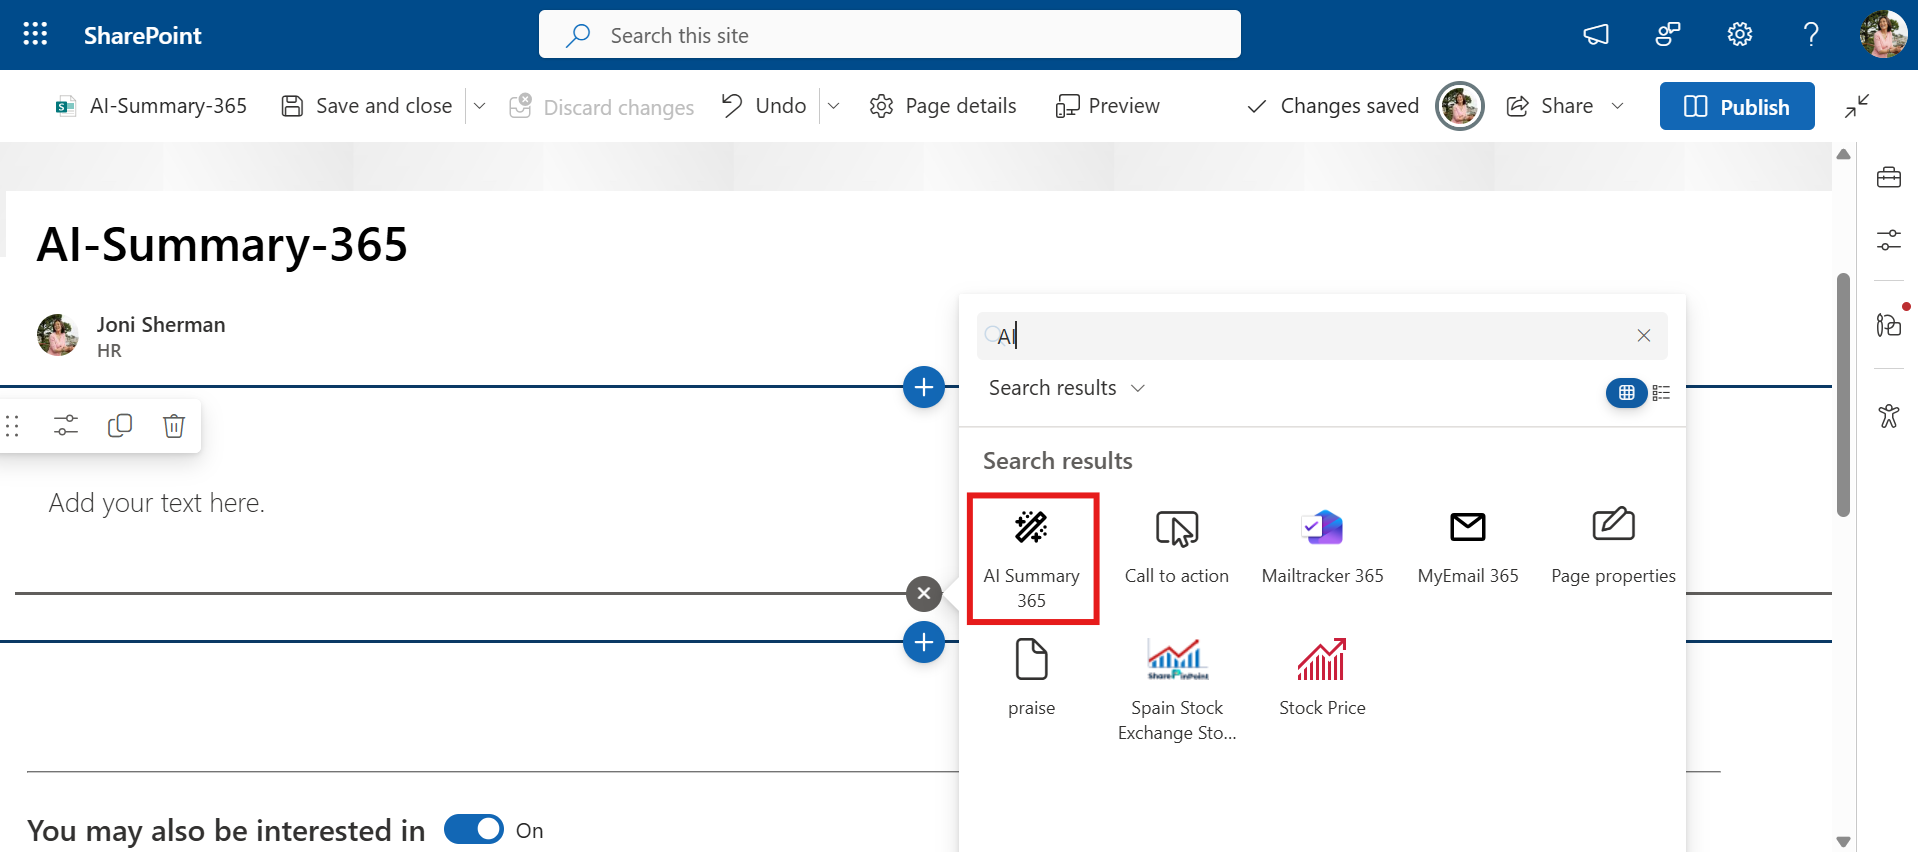 SharePoint
Search this site
AI-Summary-365
Save and close
Discard changes
Undo
Page details
Preview
Changes saved
Share
Publish
AI-Summary-365
Joni Sherman
HR
Add your text here.
AI
Search results
Search results
AI Summary
365
Call to action
Mailtracker 365
MyEmail 365
Page properties
praise
SharePinPoint
Spain Stock
Exchange Sto...
Stock Price
You may also be interested in
On